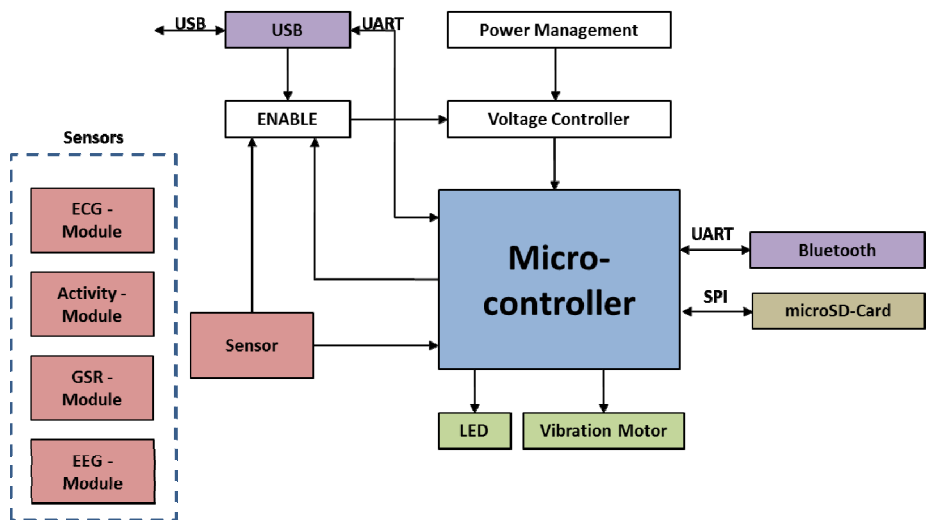 USB
USB
UART
Power Management
ENABLE
Voltage Controller
Sensors
ECG -
Module
Activity -
Module
GSR -
Module
EEG -
Module
Sensor
Micro-
controller
UART
Bluetooth
SPI
microSD-Card
LED
Vibration Motor